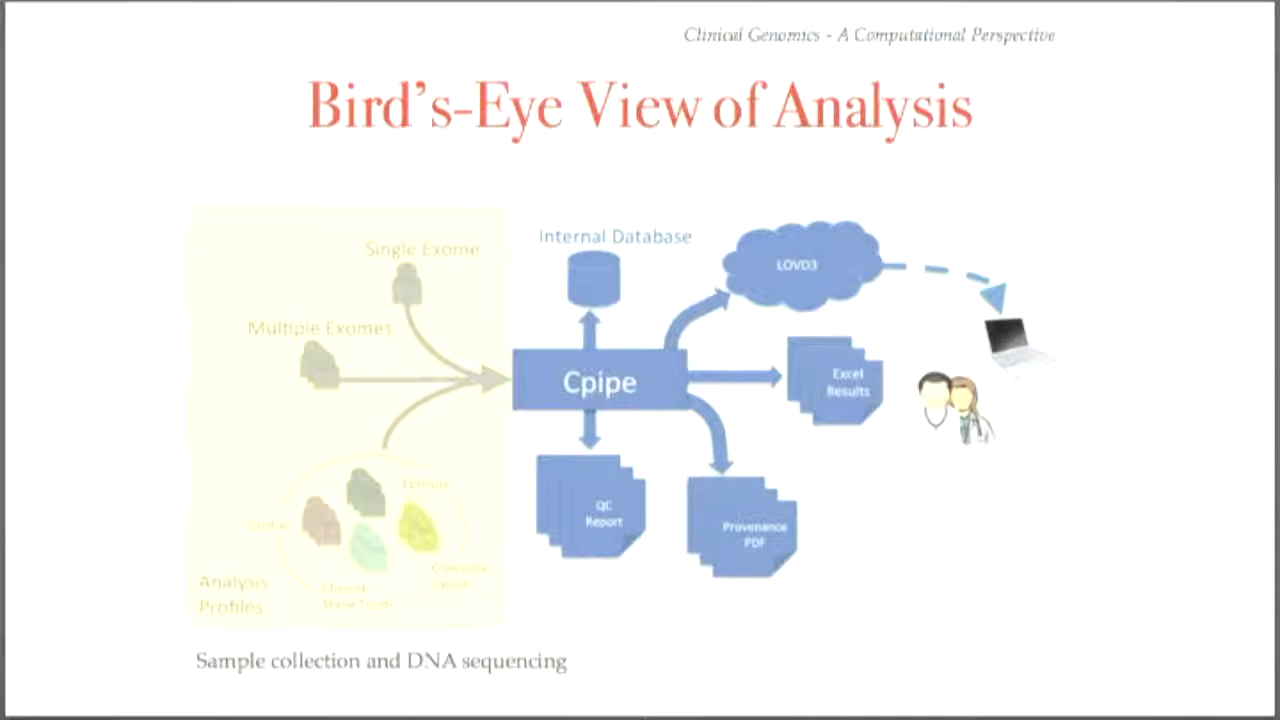 Clinical Genomics - A Computational Perspective
Bird's-Eye View of Analysis
Single Exome
Multiple Exomes
Internal Database
LOVD3
Cpipe
Excel
Results
QC
Report
Provenance
PDF
Analysis
Profiles
Sample collection and DNA sequencing